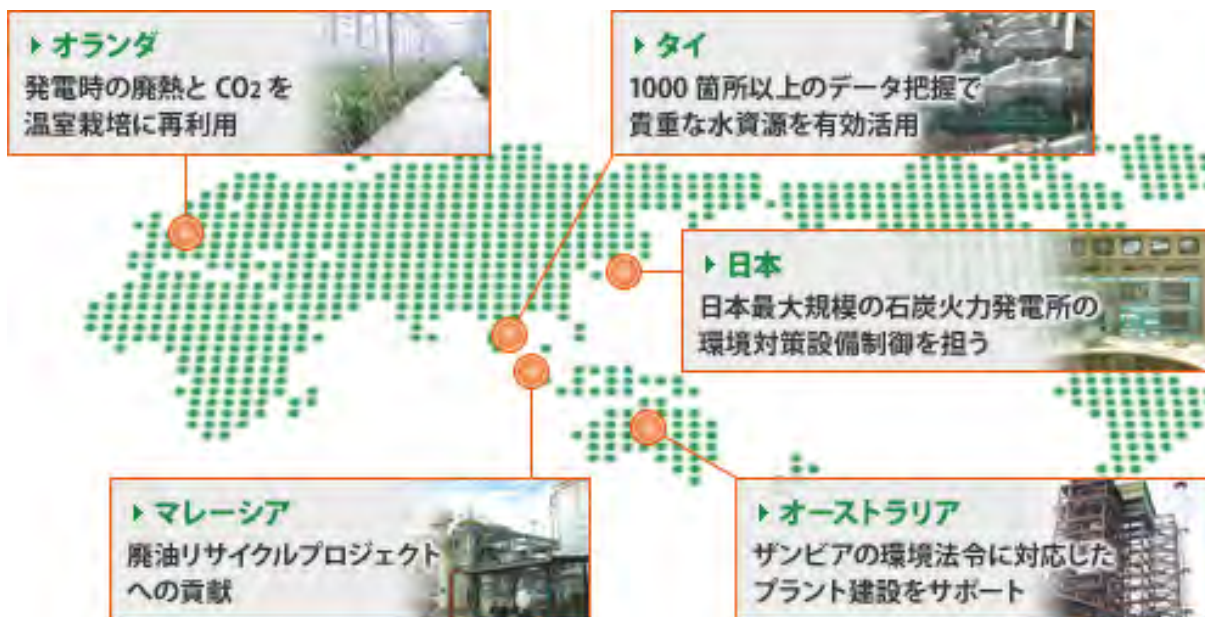 オランダ
発電時の廃熱と CO2 を
温室栽培に再利用
タイ
1000 箇所以上のデータ把握で
貴重な水資源を有効活用
日本
日本最大規模の石炭火力発電所の
環境対策設備制御を担う
マレーシア
廃油リサイクルプロジェクト
への貢献
オーストラリア
ザンビアの環境法令に対応した
プラント建設をサポート